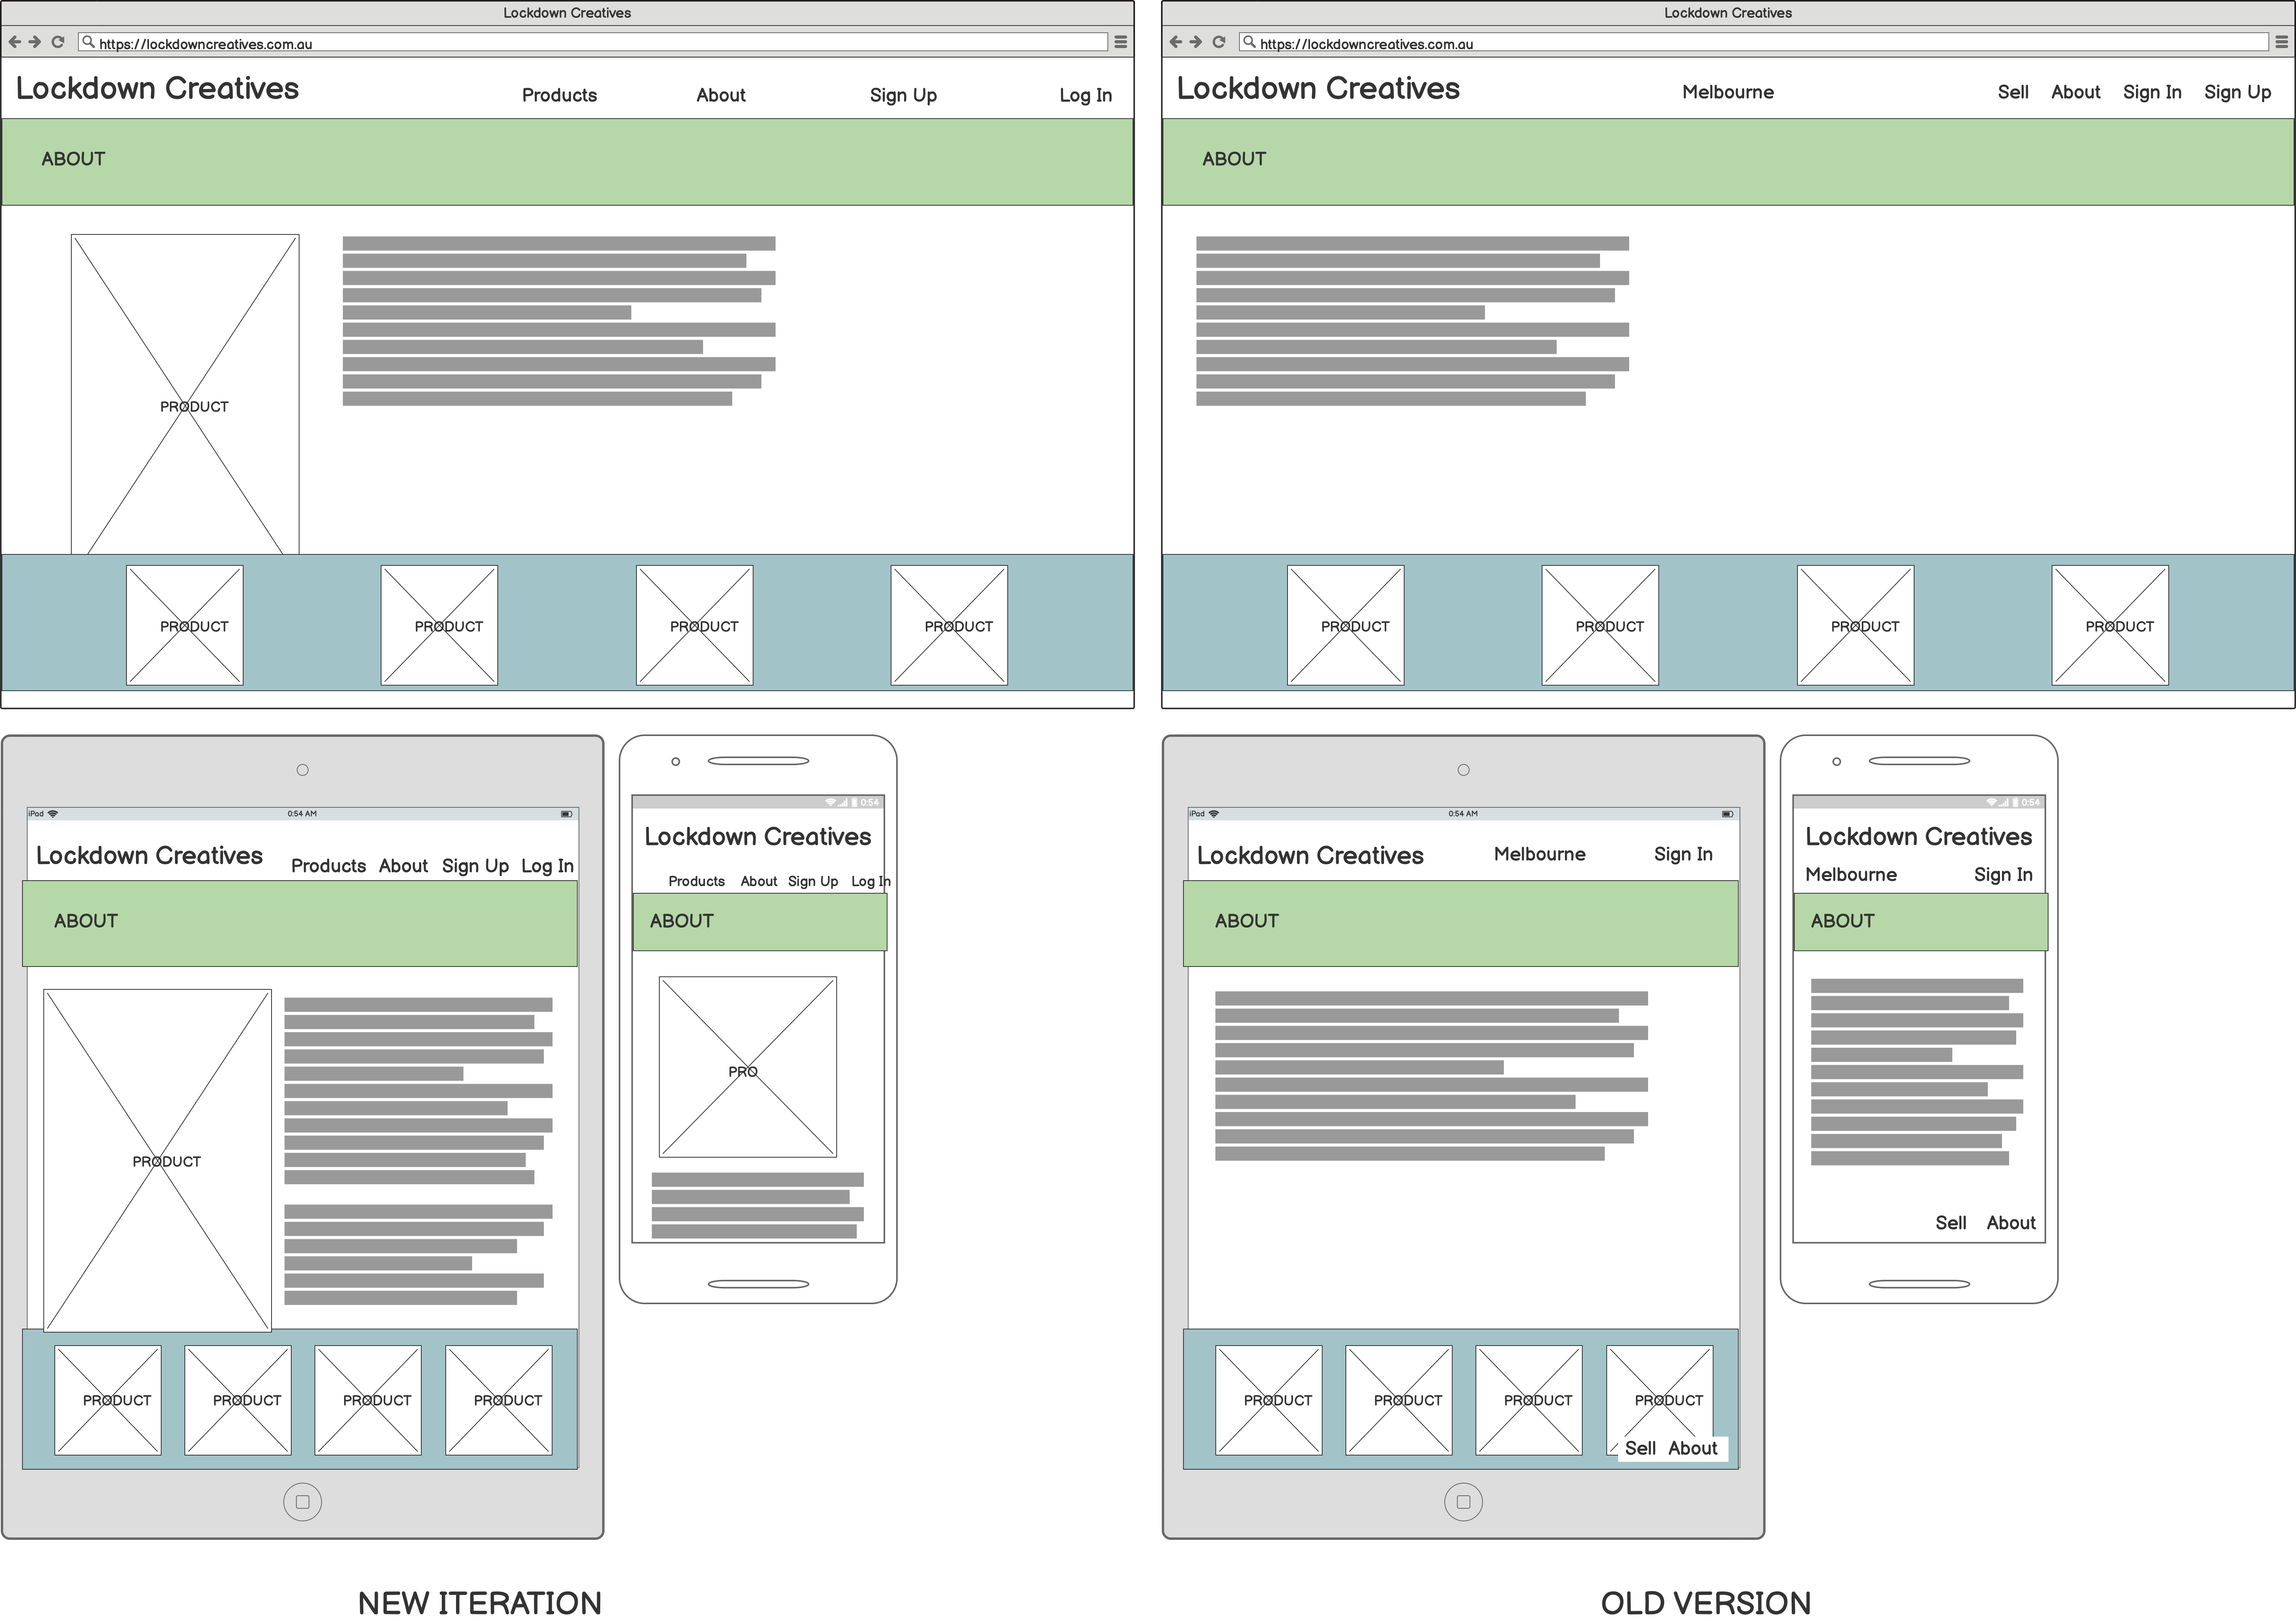 Lockdown Creatives
https://lockdowncreatives.com.au
Lockdown Creatives Products About Sign Up Log In
ABOUT
PRODUCT
PRODUCT PRODUCT PRODUCT PRODUCT
Lockdown Creatives
https://lockdowncreatives.com.au
Lockdown Creatives Melbourne Sell About Sign In Sign Up
ABOUT
PRODUCT PRODUCT PRODUCT PRODUCT
iPad 0:54 AM
Lockdown Creatives Products About Sign Up Log In
ABOUT
PRODUCT
PRODUCT PRODUCT PRODUCT PRODUCT
0:54
Lockdown Creatives
Products About Sign Up Log In
ABOUT
PRO
iPad 0:54 AM
Lockdown Creatives Melbourne Sign In
ABOUT
PRODUCT PRODUCT PRODUCT PRODUCT
Sell About
0:54
Lockdown Creatives
Melbourne Sign In
ABOUT
Sell About
NEW ITERATION
OLD VERSION